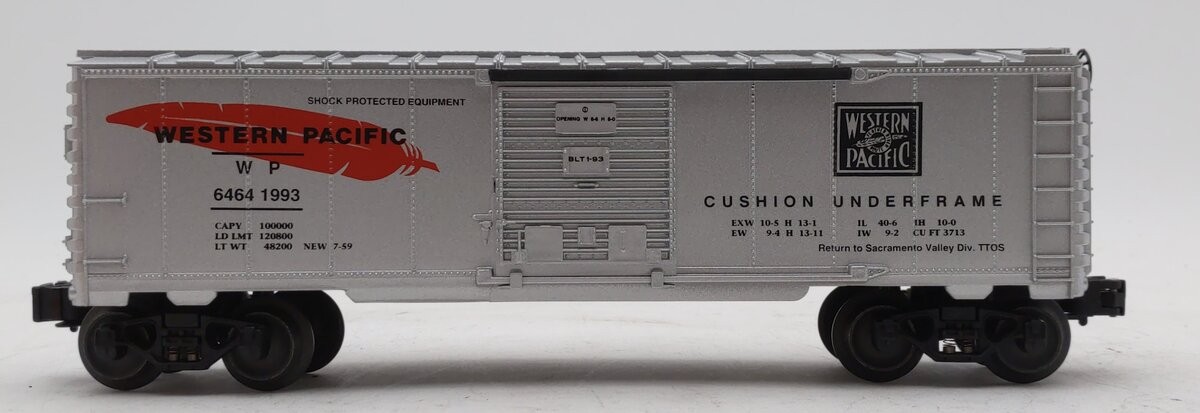 SHOCK PROTECTED EQUIPMENT
WESTERN PACIFIC
W P
6464 1993
CAPY 100000
LD LMT 120800
LT WT 48200 NEW 7-59
OPENING W 8-8 H 8-0
BLT 1-93
WESTERN
PACIFIC
CUSHION UNDERFRAME
EXW 10-5 H 13-1 IL 40-6 IH 10-0
EW 9-4 H 13-11 IW 9-2 CU FT 3713
Return to Sacramento Valley Div. TTOS